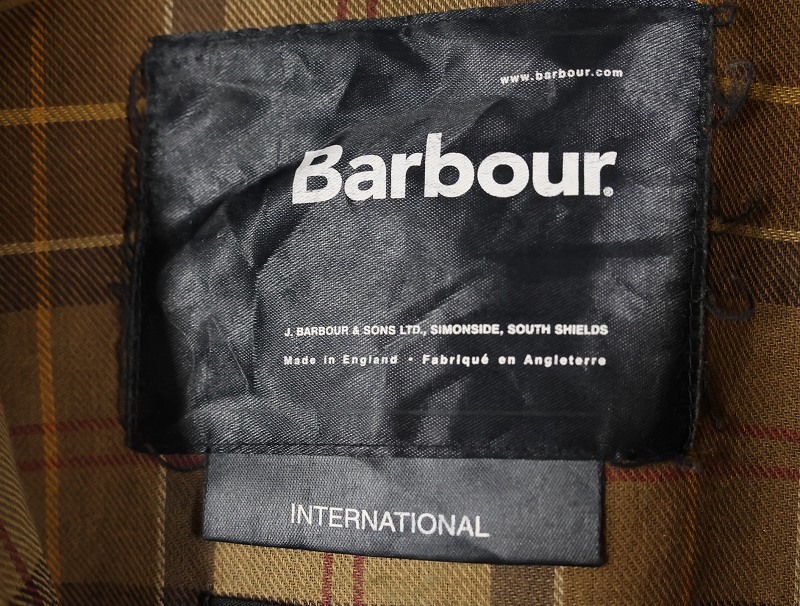 www.barbour.com
Barbour®
J. BARBOUR & SONS LTD., SIMONSIDE, SOUTH SHIELDS
Made in England · Fabriqué en Angleterre
INTERNATIONAL